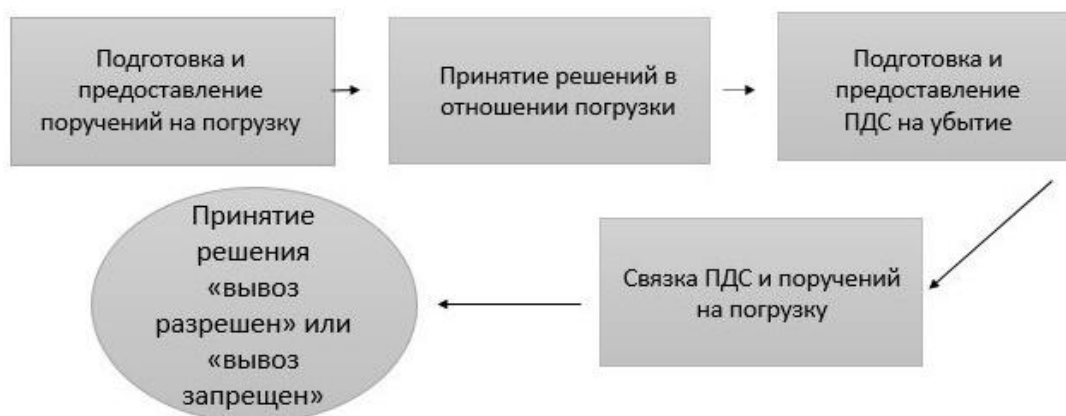 Подготовка и
предоставление
поручений на погрузку
Принятие решений в
отношении погрузки
Подготовка и
предоставление
ПДС на убытие
Связка ПДС и поручений
на погрузку
Принятие
решения
«вывоз
разрешен» или
«вывоз
запрещен»